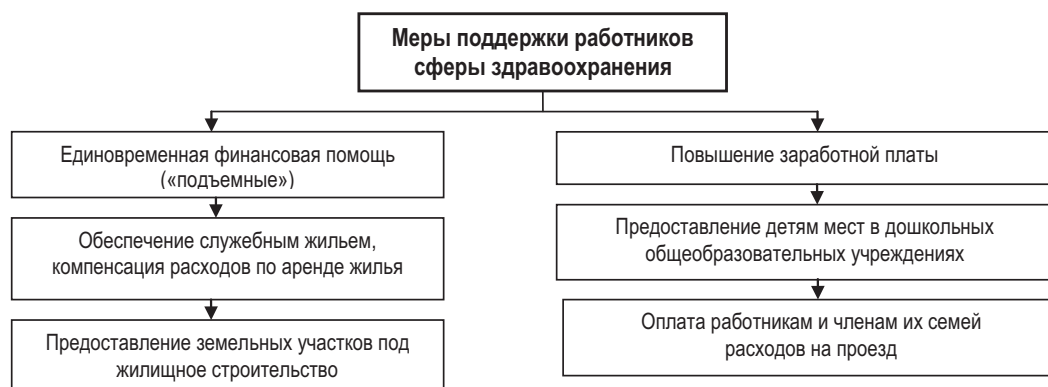 Меры поддержки работников
сферы здравоохранения
Единовременная финансовая помощь
(«подъемные»)
Обеспечение служебным жильем,
компенсация расходов по аренде жилья
Предоставление земельных участков под
жилищное строительство
Повышение заработной платы
Предоставление детям мест в дошкольных
общеобразовательных учреждениях
Оплата работникам и членам их семей
расходов на проезд